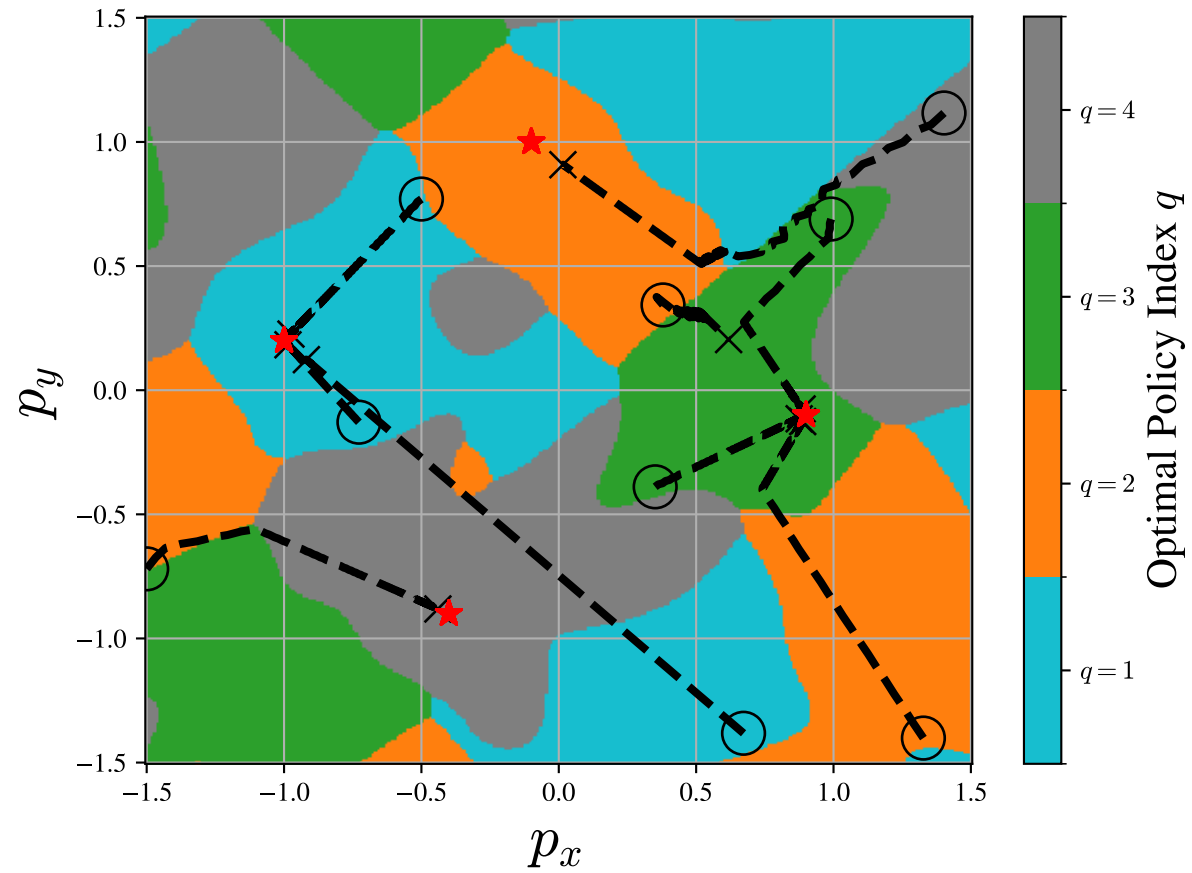 1.5
1.0
0.5
0.0
−0.5
−1.0
−1.5
p_y
−1.5 −1.0 −0.5 0.0 0.5 1.0 1.5
p_x
q = 4
q = 3
q = 2
q = 1
Optimal Policy Index q